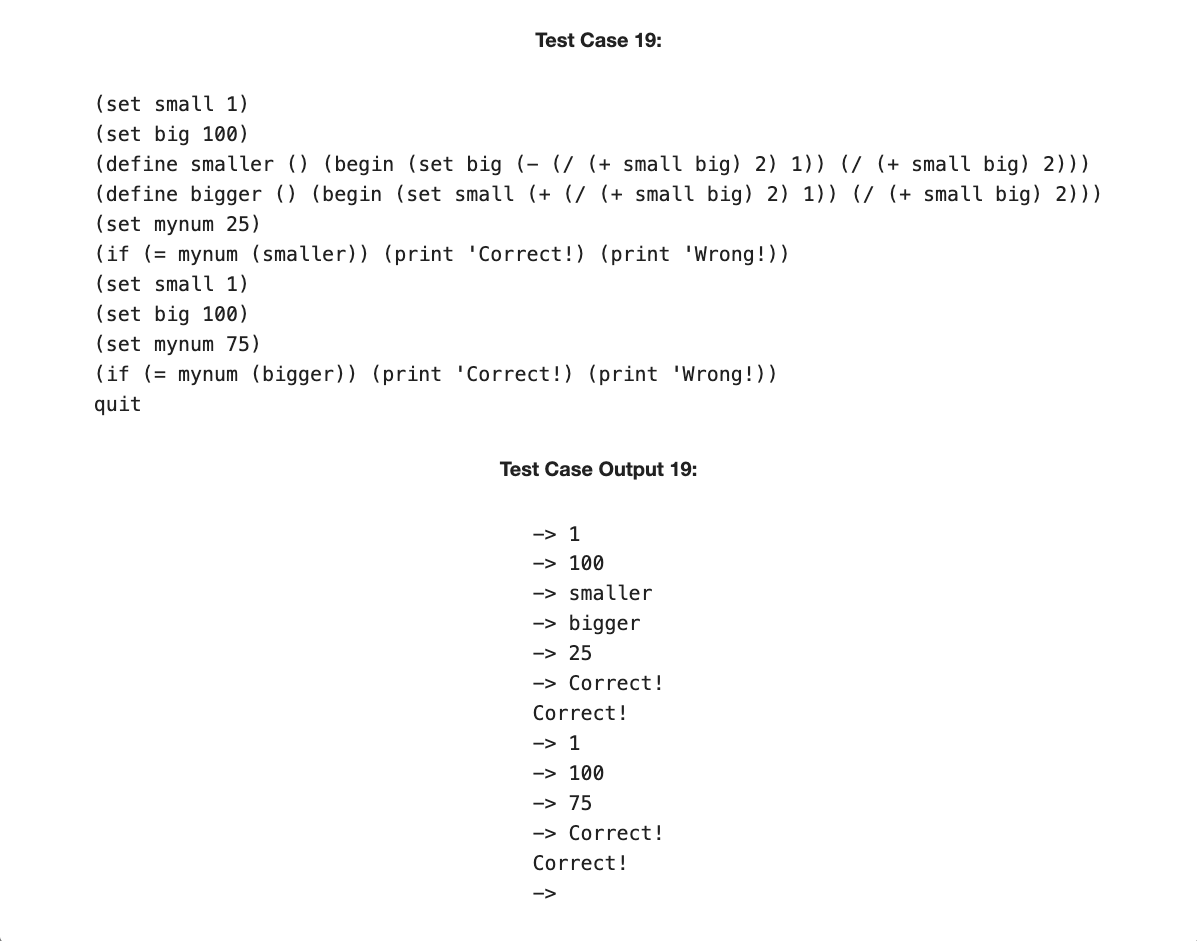 Test Case 19:
(set small 1)
(set big 100)
(define smaller () (begin (set big (- (/ (+ small big) 2) 1)) (/ (+ small big) 2)))
(define bigger () (begin (set small (+ (/ (+ small big) 2) 1)) (/ (+ small big) 2)))
(set mynum 25)
(if (= mynum (smaller)) (print 'Correct!) (print 'Wrong!))
(set small 1)
(set big 100)
(set mynum 75)
(if (= mynum (bigger)) (print 'Correct!) (print 'Wrong!))
quit
Test Case Output 19:
-> 1
-> 100
-> smaller
-> bigger
-> 25
-> Correct!
Correct!
-> 1
-> 100
-> 75
-> Correct!
Correct!
->